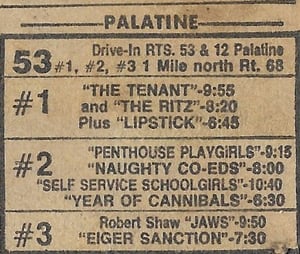 PALATINE
53 Drive-In RTS. 53 & 12 Palatine
#1, #2, #3 1 Mile north Rt. 68
#1 "THE TENANT"-9:55
and "THE RITZ"-8:20
Plus "LIPSTICK"-6:45
#2 "PENTHOUSE PLAYGIRLS"-9:15
"NAUGHTY CO-EDS"-8:00
"SELF SERVICE SCHOOLGIRLS"-10:40
"YEAR OF CANNIBALS"-6:30
#3 Robert Shaw "JAWS"-9:50
"EIGER SANCTION"-7:30